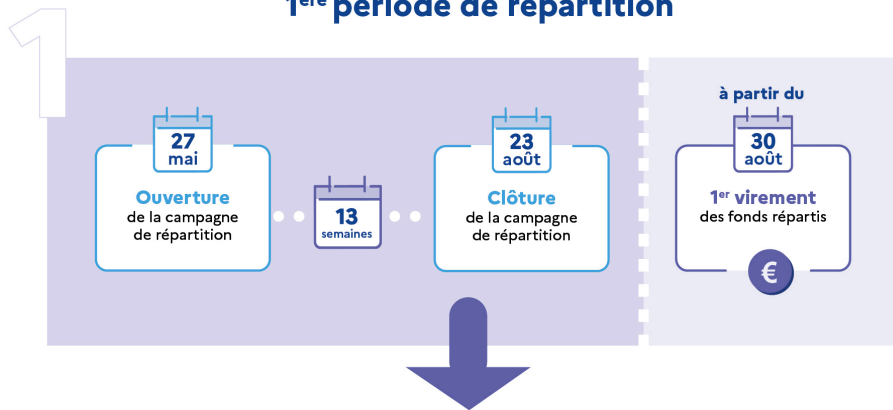 1ère période de répartition
1
27
mai
Ouverture
de la campagne
de répartition
13
semaines
23
août
Clôture
de la campagne
de répartition
à partir du
30
août
1er virement
des fonds répartis
€